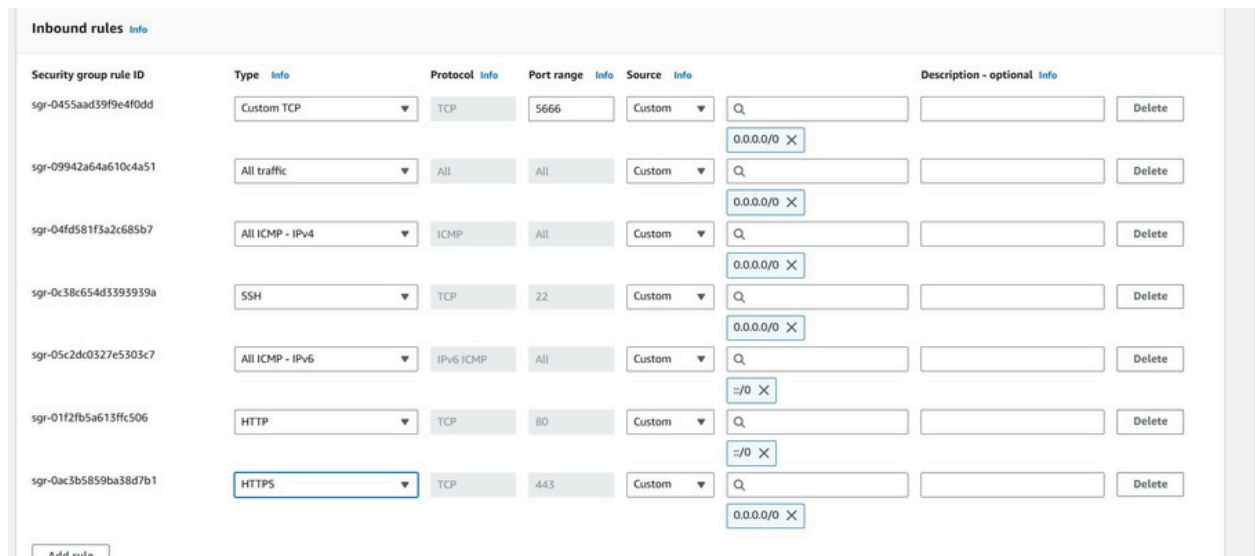 Inbound rules Info
Security group rule ID Type Info Protocol Info Port range Info Source Info Description - optional Info
sgr-0455aad39f9e4f0dd Custom TCP TCP 5666 Custom Delete
0.0.0.0/0
sgr-09942a64a610c4a51 All traffic All All Custom Delete
0.0.0.0/0
sgr-04fd581f3a2c685b7 All ICMP - IPv4 ICMP All Custom Delete
0.0.0.0/0
sgr-0c38c654d3393939a SSH TCP 22 Custom Delete
0.0.0.0/0
sgr-05c2dc0327e5303c7 All ICMP - IPv6 IPv6 ICMP All Custom Delete
::/0
sgr-01f2fb5a613ffc506 HTTP TCP 80 Custom Delete
::/0
sgr-0ac3b5859ba38d7b1 HTTPS TCP 443 Custom Delete
0.0.0.0/0
Add rule